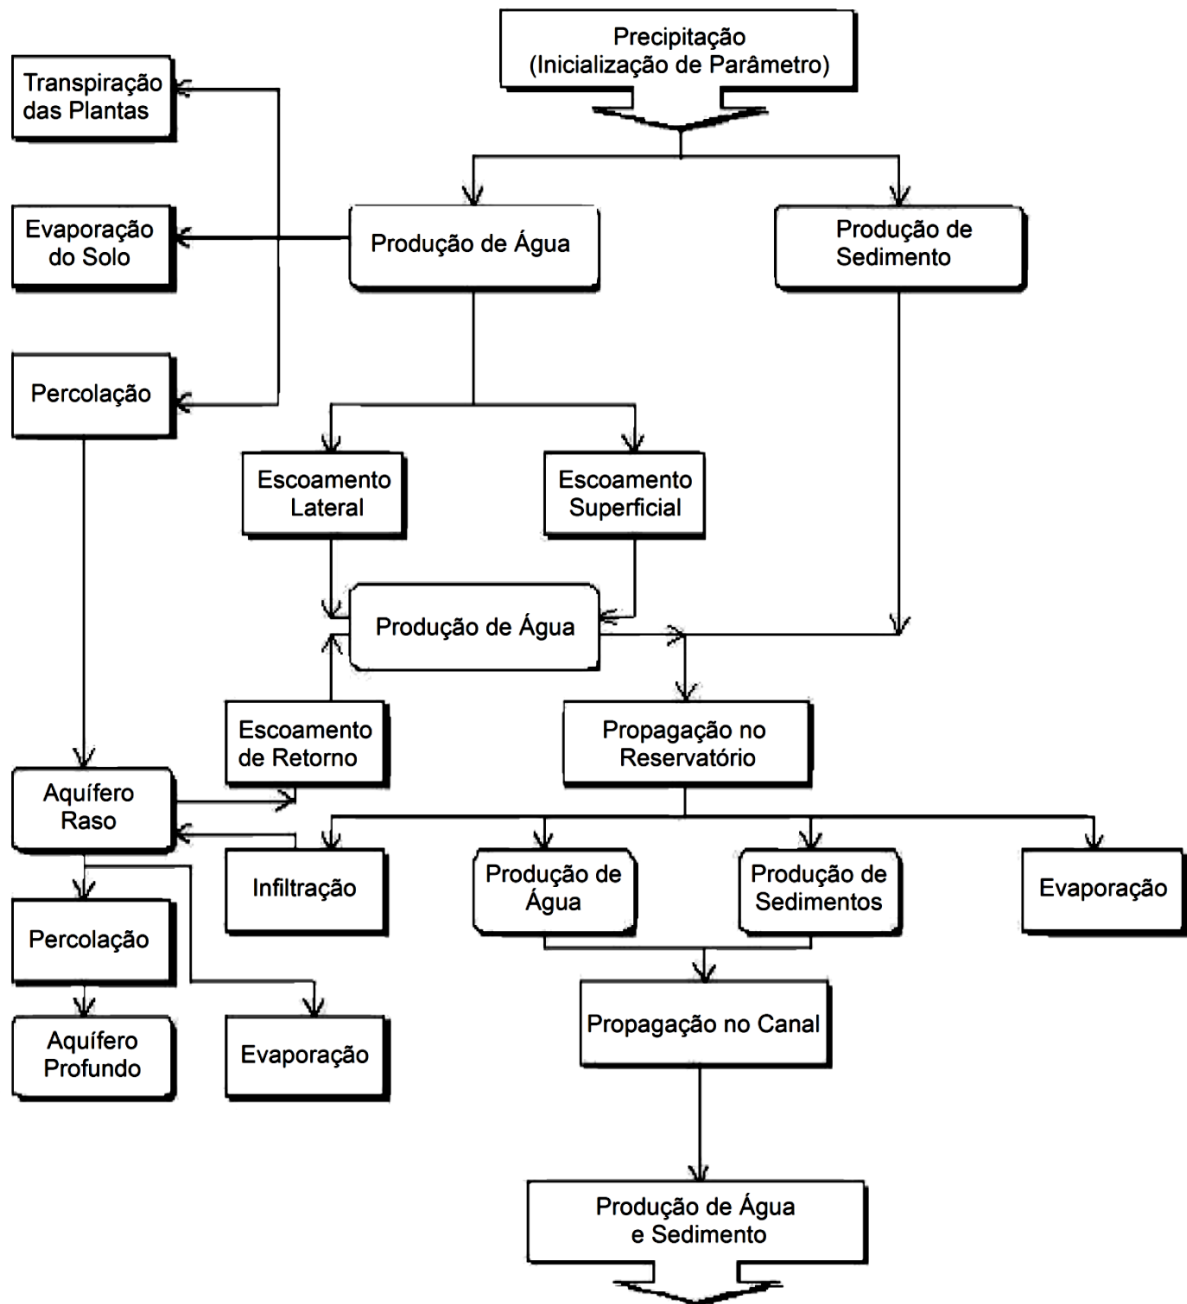 Precipitação
(Inicialização de Parâmetro)
Transpiração
das Plantas
Evaporação
do Solo
Produção de Água
Produção de
Sedimento
Percolação
Escoamento
Lateral
Escoamento
Superficial
Produção de Água
Escoamento
de Retorno
Propagação no
Reservatório
Aquífero
Raso
Infiltração
Produção de
Água
Produção de
Sedimentos
Evaporação
Percolação
Aquífero
Profundo
Evaporação
Propagação no Canal
Produção de Água
e Sedimento